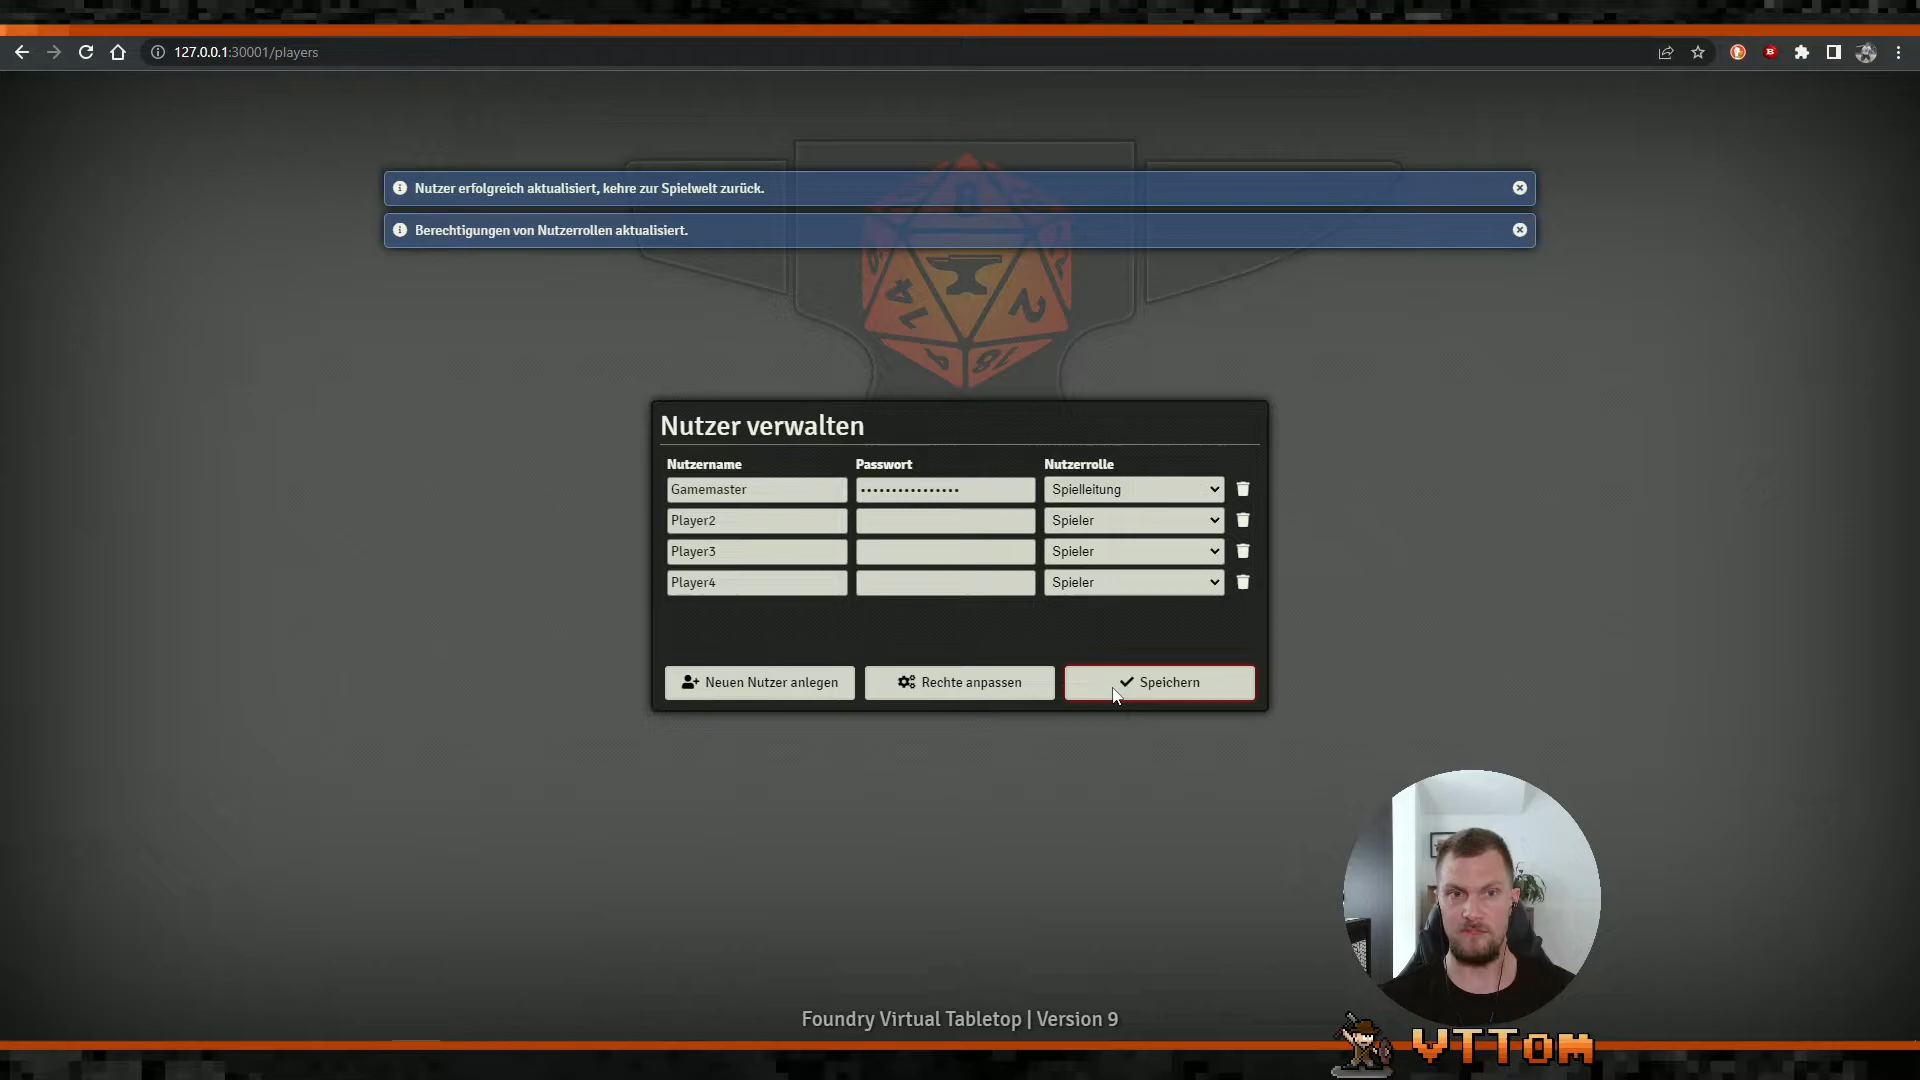 127.0.0.1:30001/players
Nutzer erfolgreich aktualisiert, kehre zur Spielwelt zurück.
Berechtigungen von Nutzerrollen aktualisiert.
8
2
Nutzer verwalten
Nutzername Passwort Nutzerrolle
Gamemaster •••••••••••••••• Spielleitung
Player2 Spieler
Player3 Spieler
Player4 Spieler
Neuen Nutzer anlegen Rechte anpassen Speichern
Foundry Virtual Tabletop | Version 9
VTTom